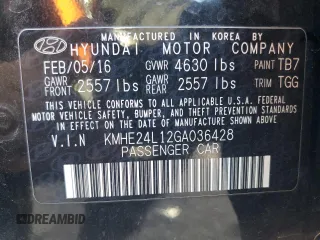 MANUFACTURED IN KOREA BY
HYUNDAI MOTOR COMPANY
FEB/05/16 GVWR 4630 lbs PAINT TB7
GAWR FRONT 2557 lbs GAWR REAR 2557 lbs TRIM TGG
THIS VEHICLE CONFORMS TO ALL APPLICABLE
FEDERAL MOTOR VEHICLE SAFETY, BUMPER, AND
THEFT PREVENTION STANDARDS IN EFFECT ON THE
DATE OF MANUFACTURE SHOWN ABOVE.
V.I.N KMHE24L12GA036428
PASSENGER CAR
DREAMBID